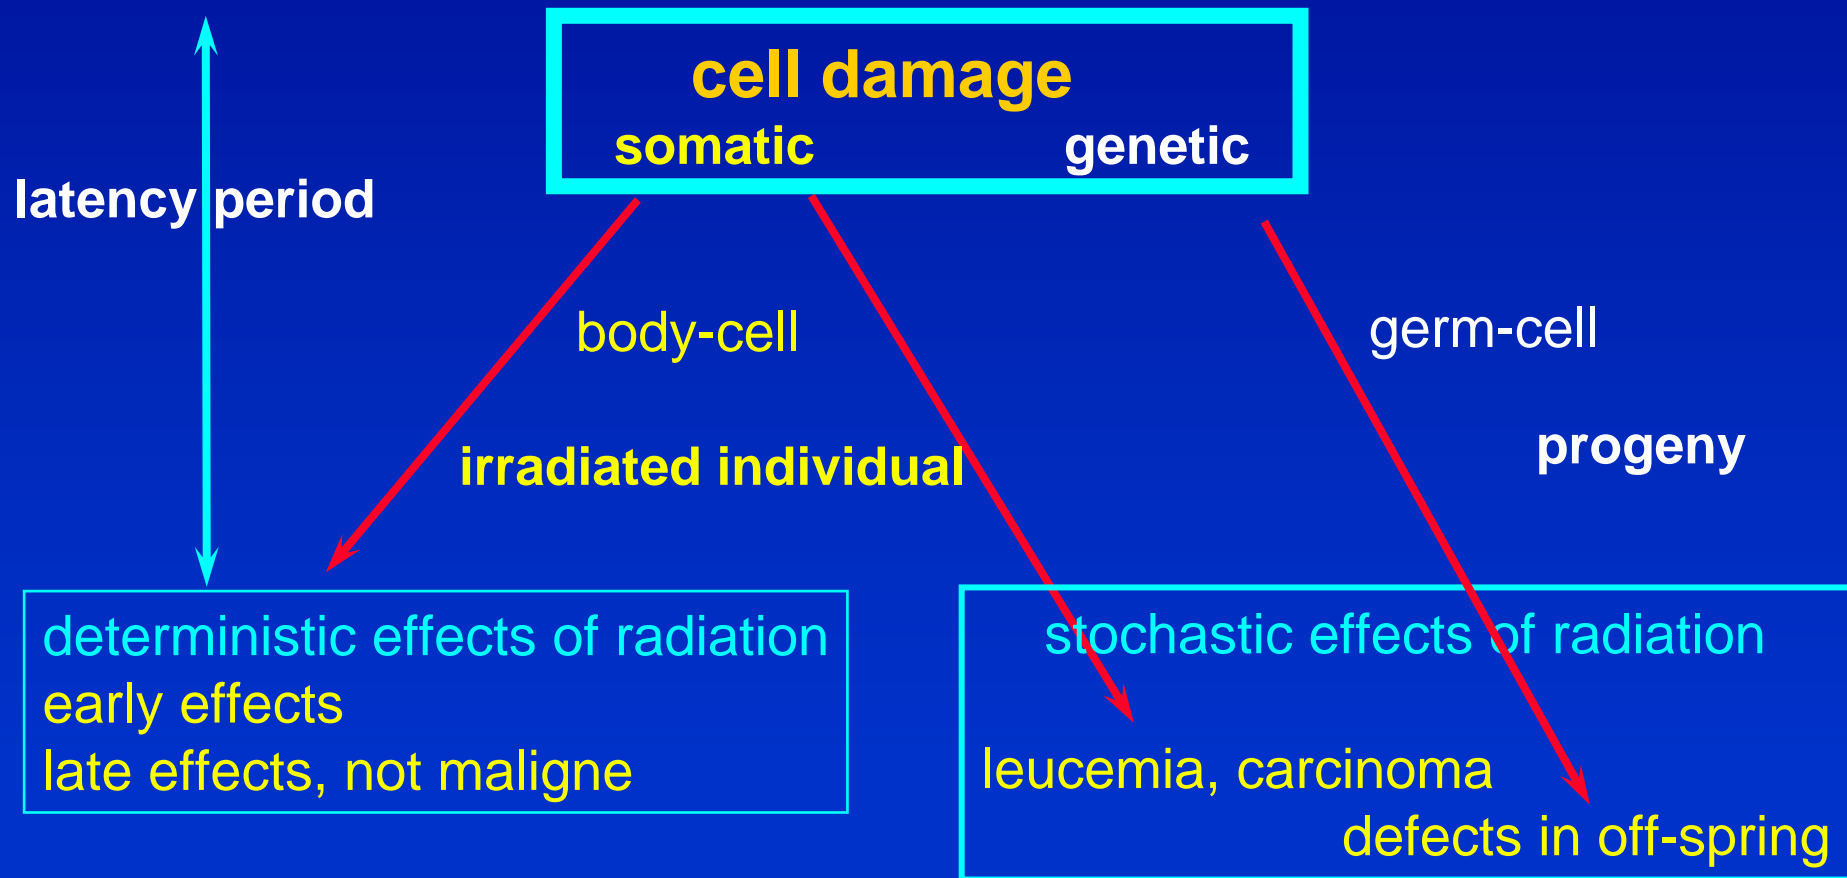 cell damage
somatic genetic
latency period
body-cell germ-cell
irradiated individual progeny
deterministic effects of radiation
early effects
late effects, not maligne
stochastic effects of radiation
leucemia, carcinoma
defects in off-spring